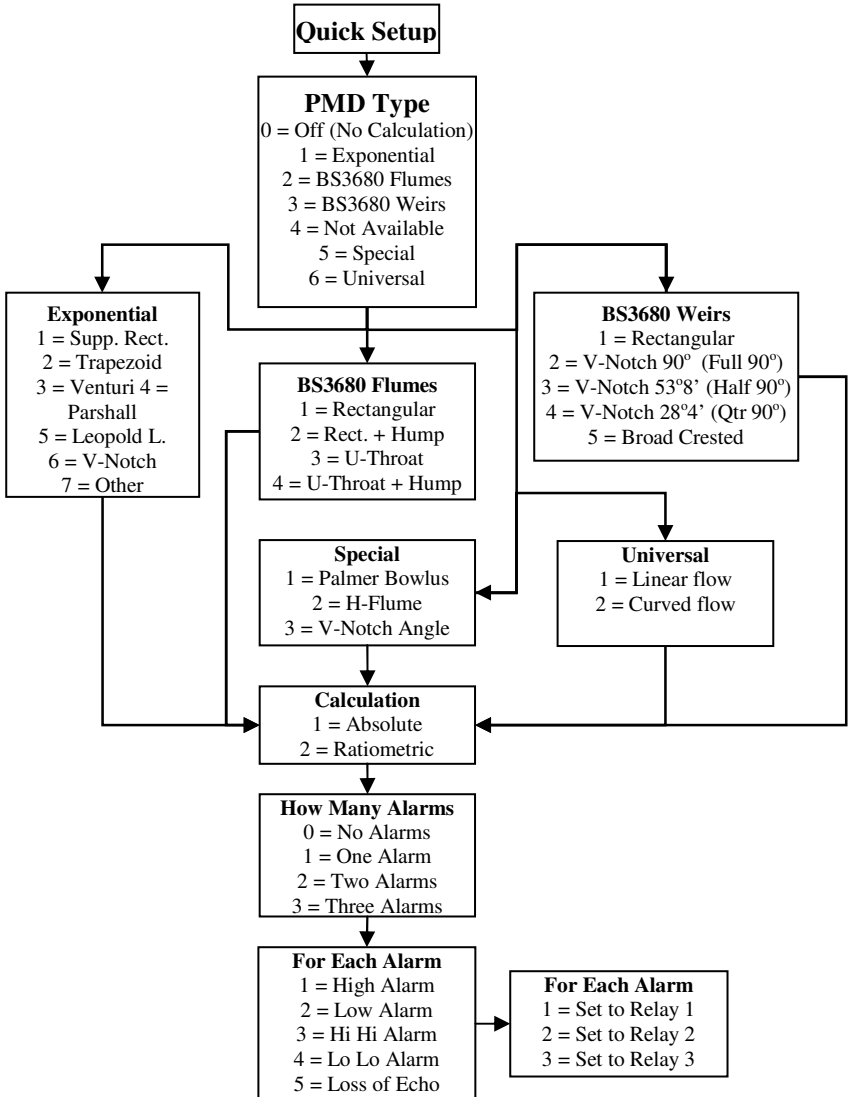 Quick Setup
PMD Type
0 = Off (No Calculation)
1 = Exponential
2 = BS3680 Flumes
3 = BS3680 Weirs
4 = Not Available
5 = Special
6 = Universal
Exponential
1 = Supp. Rect.
2 = Trapezoid
3 = Venturi 4 =
Parshall
5 = Leopold L.
6 = V-Notch
7 = Other
BS3680 Flumes
1 = Rectangular
2 = Rect. + Hump
3 = U-Throat
4 = U-Throat + Hump
BS3680 Weirs
1 = Rectangular
2 = V-Notch 90° (Full 90°)
3 = V-Notch 53°8’ (Half 90°)
4 = V-Notch 28°4’ (Qtr 90°)
5 = Broad Crested
Special
1 = Palmer Bowlus
2 = H-Flume
3 = V-Notch Angle
Universal
1 = Linear flow
2 = Curved flow
Calculation
1 = Absolute
2 = Ratiometric
How Many Alarms
0 = No Alarms
1 = One Alarm
2 = Two Alarms
3 = Three Alarms
For Each Alarm
1 = High Alarm
2 = Low Alarm
3 = Hi Hi Alarm
4 = Lo Lo Alarm
5 = Loss of Echo
For Each Alarm
1 = Set to Relay 1
2 = Set to Relay 2
3 = Set to Relay 3